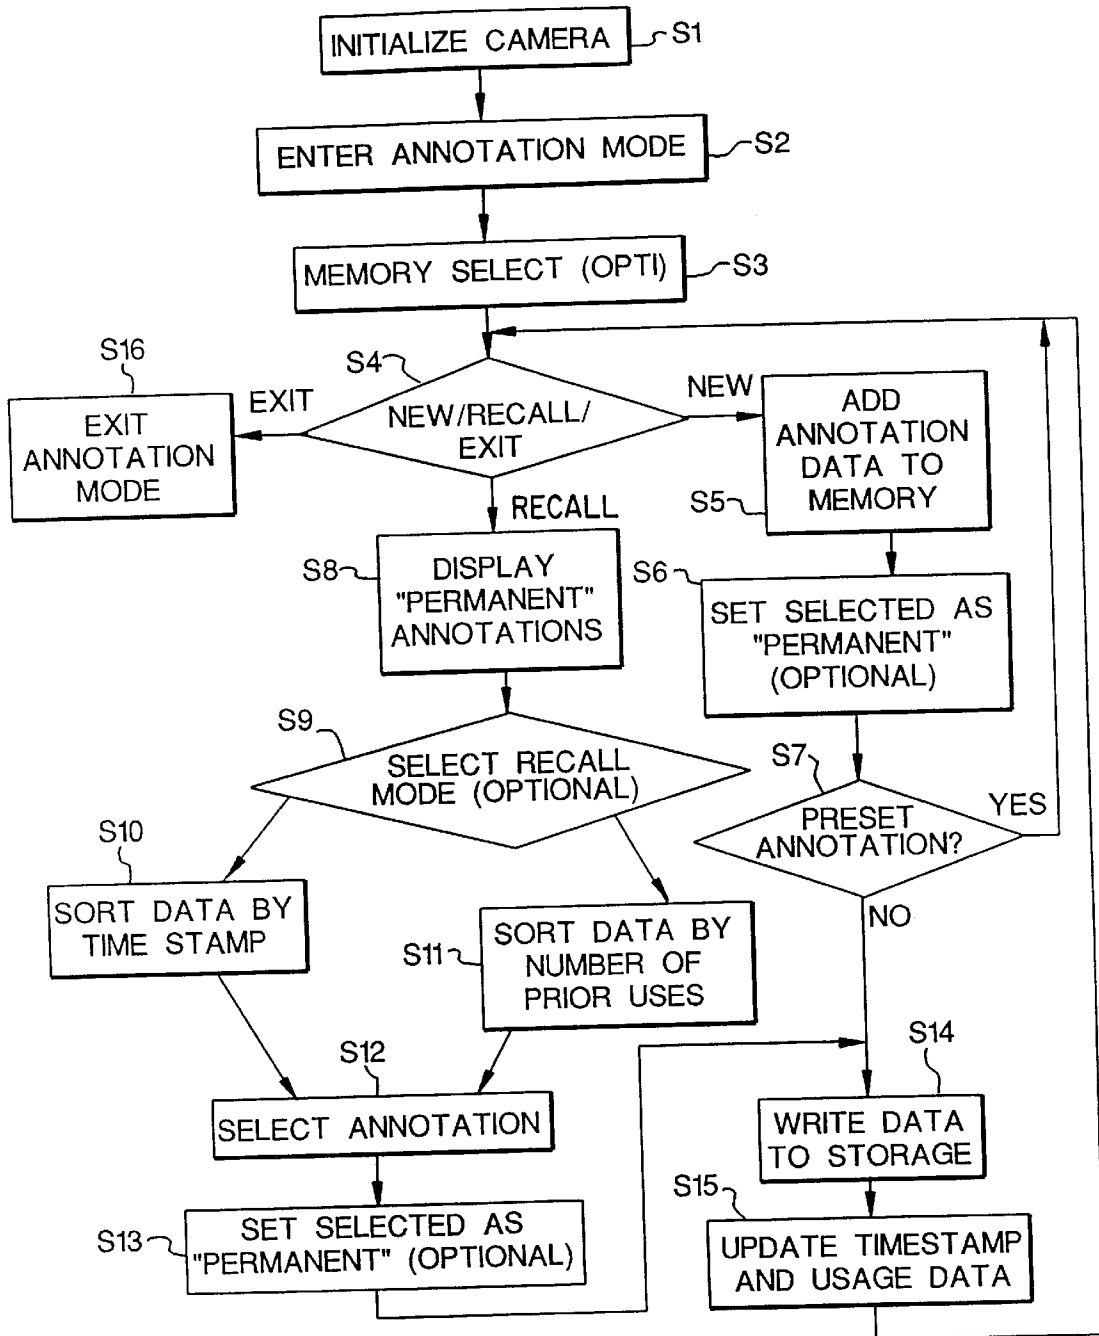 INITIALIZE CAMERA
S1
ENTER ANNOTATION MODE
S2
MEMORY SELECT (OPTI)
S3
S16
S4
EXIT
NEW
EXIT
ANNOTATION
MODE
NEW/RECALL/
EXIT
ADD
ANNOTATION
DATA TO
MEMORY
S5
RECALL
S8
DISPLAY
"PERMANENT"
ANNOTATIONS
S6
SET SELECTED AS
"PERMANENT"
(OPTIONAL)
S9
SELECT RECALL
MODE (OPTIONAL)
S7
PRESET
ANNOTATION?
YES
NO
S10
SORT DATA BY
TIME STAMP
S11
SORT DATA BY
NUMBER OF
PRIOR USES
S12
SELECT ANNOTATION
S14
WRITE DATA
TO STORAGE
S13
SET SELECTED AS
"PERMANENT" (OPTIONAL)
S15
UPDATE TIMESTAMP
AND USAGE DATA